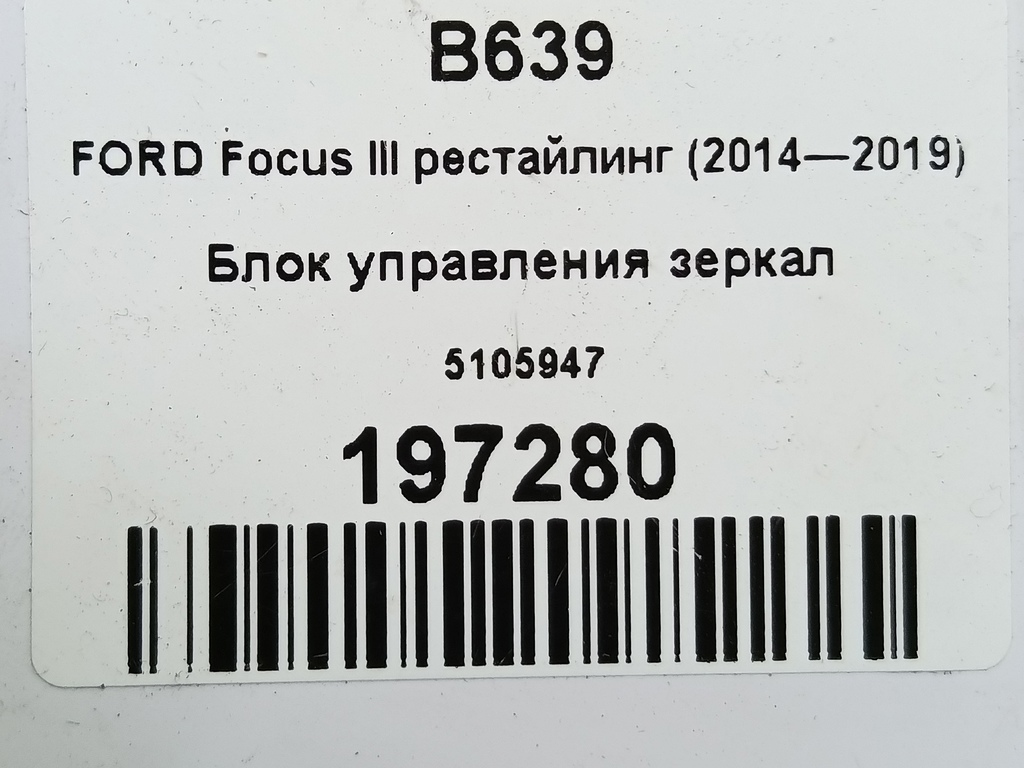 B639
FORD Focus III рестайлинг (2014—2019)
Блок управления зеркал
5105947
197280